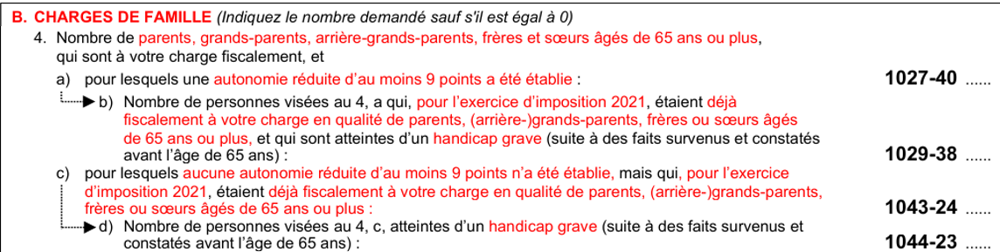 B. CHARGES DE FAMILLE (Indiquez le nombre demandé sauf s'il est égal à 0)
4. Nombre de parents, grands-parents, arrière-grands-parents, frères et sœurs âgés de 65 ans ou plus,
qui sont à votre charge fiscalement, et
a) pour lesquels une autonomie réduite d'au moins 9 points a été établie : 1027-40 ......
b) Nombre de personnes visées au 4, a qui, pour l'exercice d'imposition 2021, étaient déjà
fiscalement à votre charge en qualité de parents, (arrière-)grands-parents, frères ou sœurs âgés
de 65 ans ou plus, et qui sont atteintes d'un handicap grave (suite à des faits survenus et constatés
avant l'âge de 65 ans) : 1029-38 ......
c) pour lesquels aucune autonomie réduite d'au moins 9 points n'a été établie, mais qui, pour l'exercice
d'imposition 2021, étaient déjà fiscalement à votre charge en qualité de parents, (arrière-)grands-parents,
frères ou sœurs âgés de 65 ans ou plus : 1043-24 ......
d) Nombre de personnes visées au 4, c, atteintes d'un handicap grave (suite à des faits survenus et
constatés avant l'âge de 65 ans) : 1044-23 ......